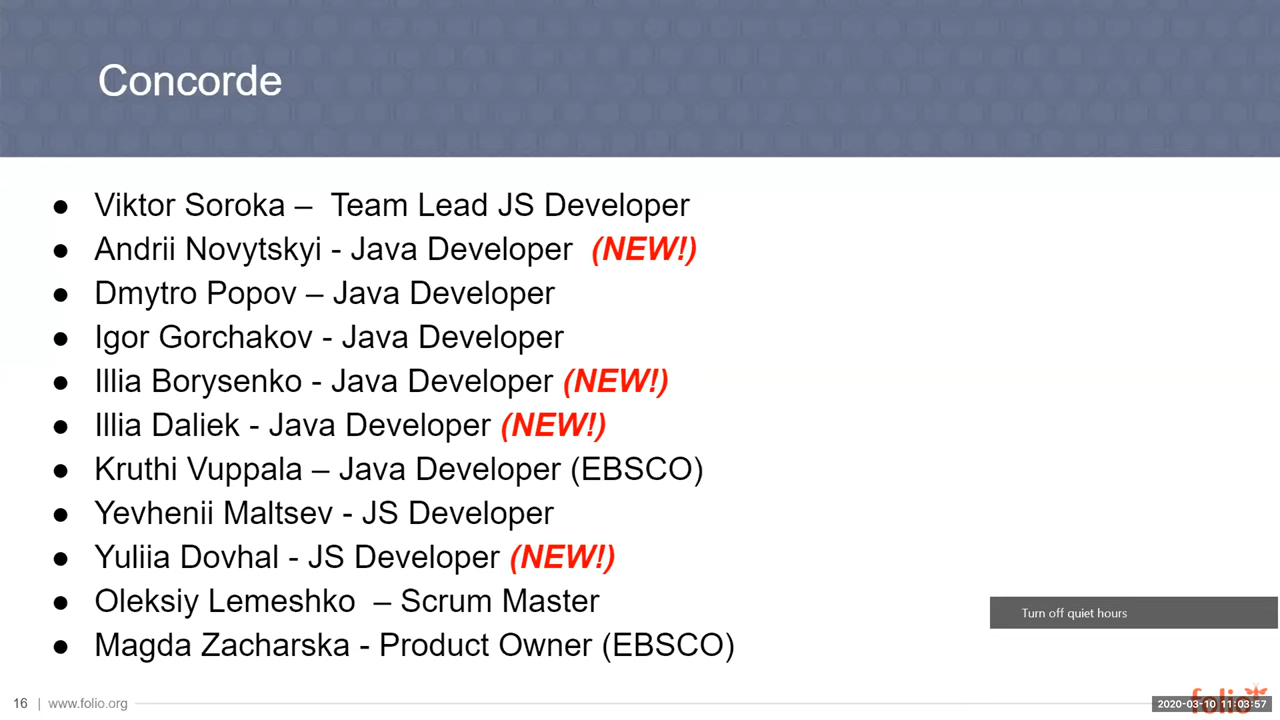 Concorde
● Viktor Soroka –  Team Lead JS Developer
● Andrii Novytskyi - Java Developer  (NEW!)
● Dmytro Popov – Java Developer
● Igor Gorchakov - Java Developer
● Illia Borysenko - Java Developer (NEW!)
● Illia Daliek - Java Developer (NEW!)
● Kruthi Vuppala – Java Developer (EBSCO)
● Yevhenii Maltsev - JS Developer
● Yuliia Dovhal - JS Developer (NEW!)
● Oleksiy Lemeshko  – Scrum Master
● Magda Zacharska - Product Owner (EBSCO)
Turn off quiet hours
16 | www.folio.org
folio
2020-03-10 11:03:57